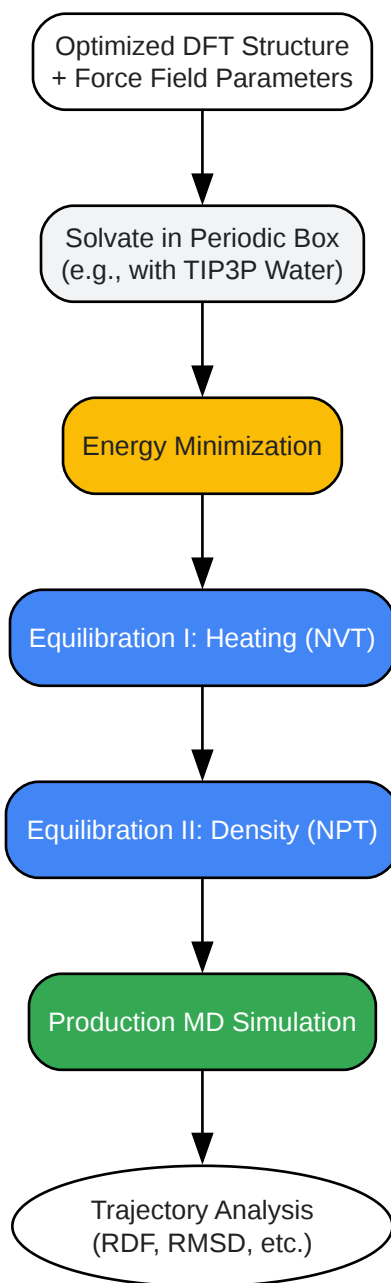 Optimized DFT Structure
+ Force Field Parameters
Solvate in Periodic Box
(e.g., with TIP3P Water)
Energy Minimization
Equilibration I: Heating (NVT)
Equilibration II: Density (NPT)
Production MD Simulation
Trajectory Analysis
(RDF, RMSD, etc.)